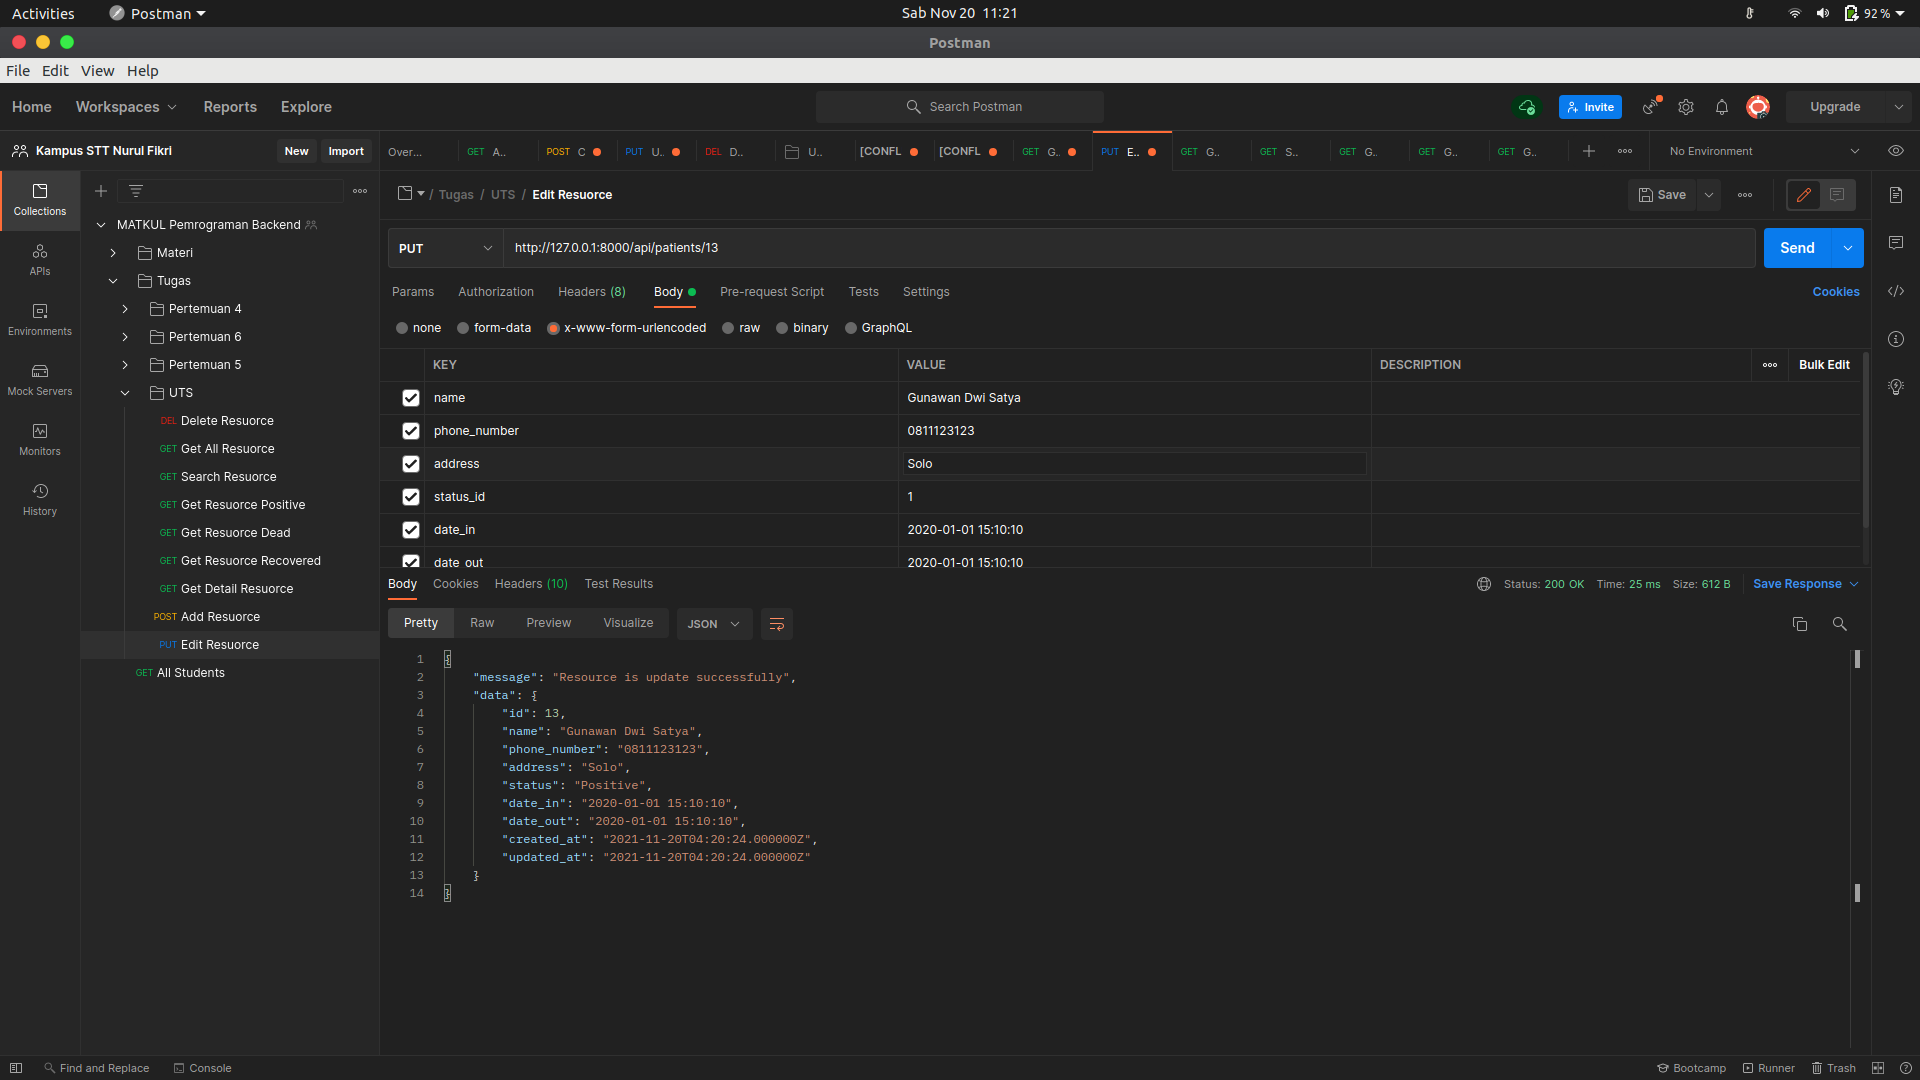 Activities Postman Sab Nov 20 11:21 92 %
Postman
File Edit View Help
Home Workspaces Reports Explore Search Postman Invite Upgrade
Kampus STT Nurul Fikri New Import Over... GET A.. POST C PUT U. DEL D.. U.. [CONFL [CONFL GET G. PUT E.. GET G.. GET S.. GET G. GET G.. GET G.. No Environment
Collections
APIs
Environments
Mock Servers
Monitors
History
MATKUL Pemrograman Backend
Materi
Tugas
Pertemuan 4
Pertemuan 6
Pertemuan 5
UTS
DEL Delete Resuorce
GET Get All Resuorce
GET Search Resuorce
GET Get Resuorce Positive
GET Get Resuorce Dead
GET Get Resuorce Recovered
GET Get Detail Resuorce
POST Add Resuorce
PUT Edit Resuorce
GET All Students
/ Tugas / UTS / Edit Resuorce Save
PUT http://127.0.0.1:8000/api/patients/13 Send
Params Authorization Headers (8) Body Pre-request Script Tests Settings Cookies
none form-data x-www-form-urlencoded raw binary GraphQL
KEY VALUE DESCRIPTION Bulk Edit
name Gunawan Dwi Satya
phone_number 0811123123
address Solo
status_id 1
date_in 2020-01-01 15:10:10
date_out 2020-01-01 15:10:10
Body Cookies Headers (10) Test Results Status: 200 OK Time: 25 ms Size: 612 B Save Response
Pretty Raw Preview Visualize JSON
1 {
2 "message": "Resource is update successfully",
3 "data": {
4 "id": 13,
5 "name": "Gunawan Dwi Satya",
6 "phone_number": "0811123123",
7 "address": "Solo",
8 "status": "Positive",
9 "date_in": "2020-01-01 15:10:10",
10 "date_out": "2020-01-01 15:10:10",
11 "created_at": "2021-11-20T04:20:24.000000Z",
12 "updated_at": "2021-11-20T04:20:24.000000Z"
13 }
14 }
Find and Replace Console Bootcamp Runner Trash